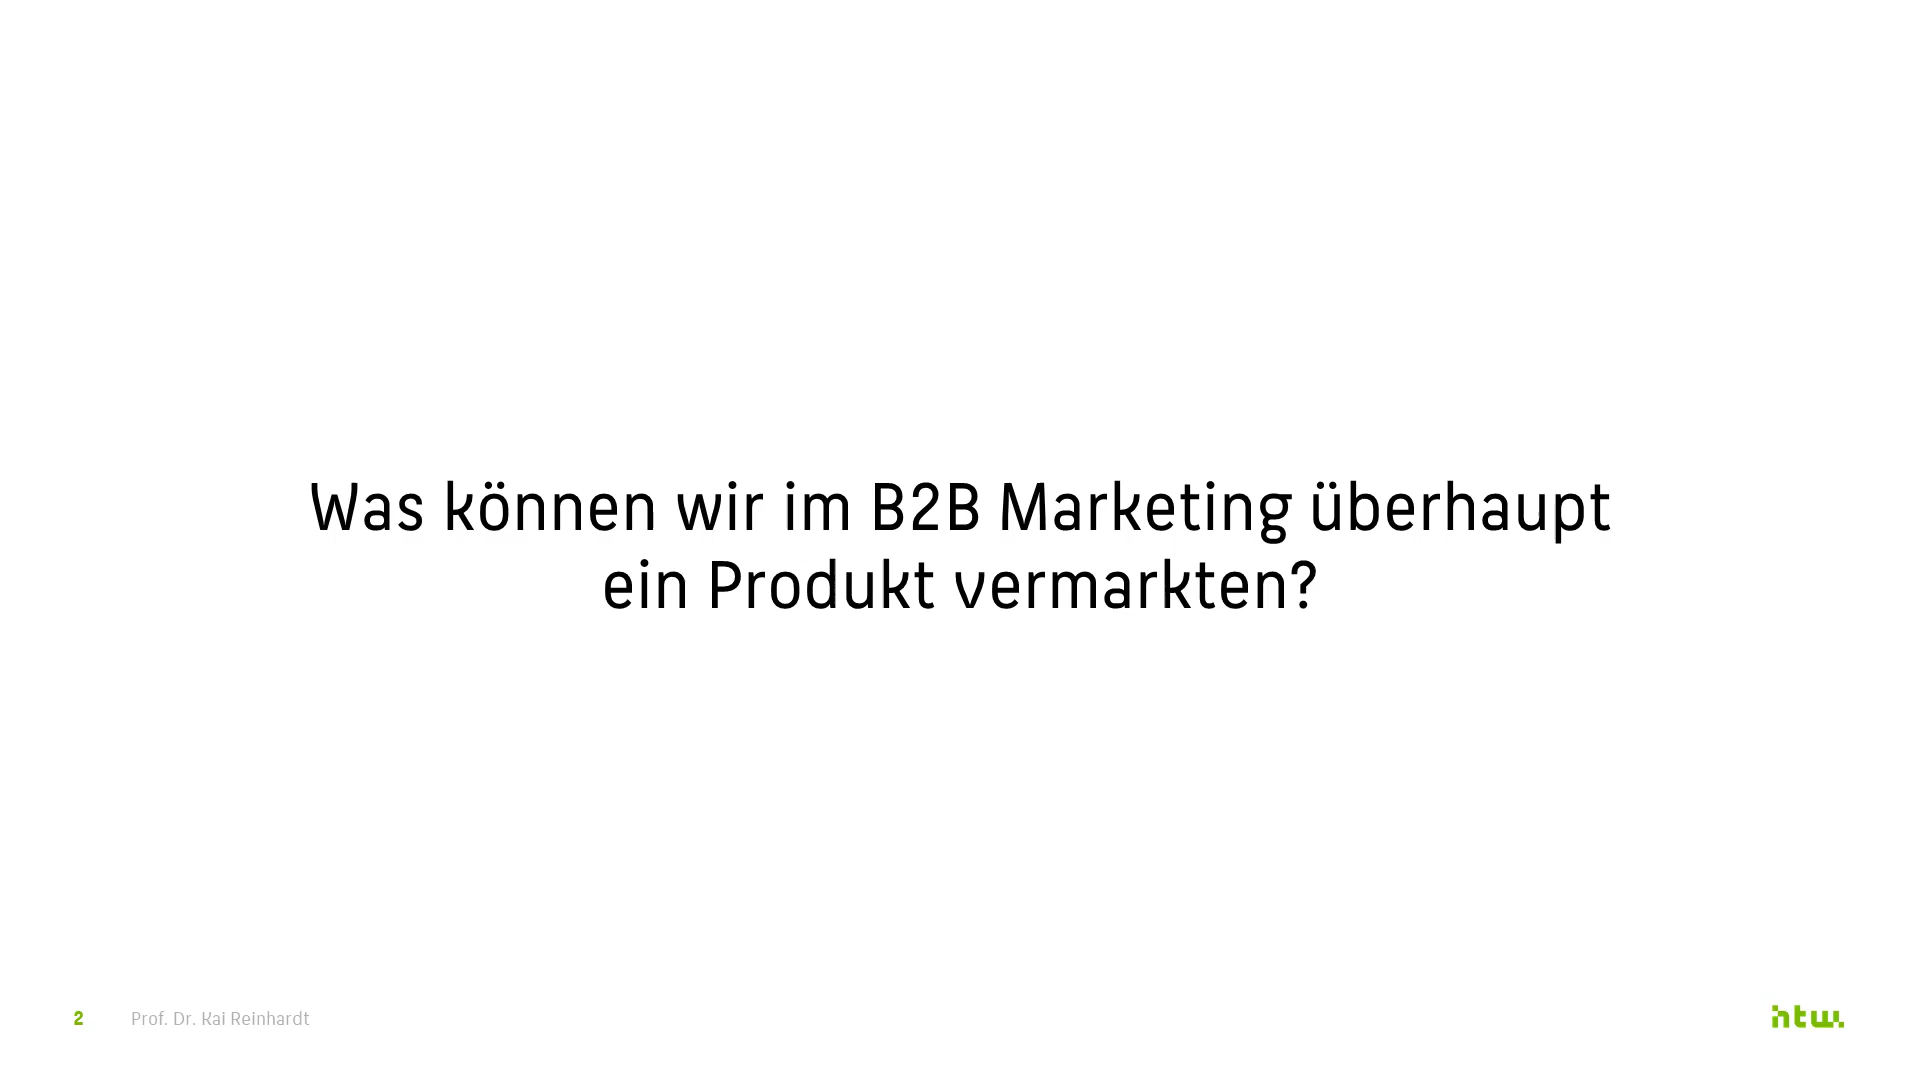 Was können wir im B2B Marketing überhaupt
ein Produkt vermarkten?
2 Prof. Dr. Kai Reinhardt
htw.